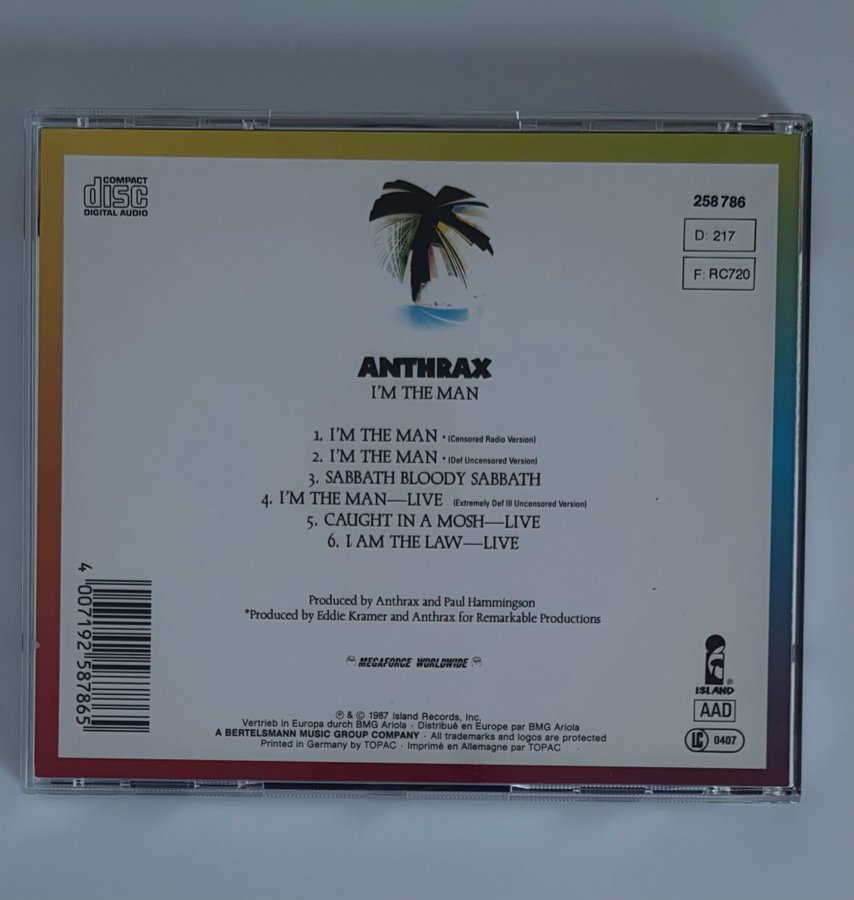 COMPACT
disc
DIGITAL AUDIO
258 786
D: 217
F: RC720
ANTHRAX
I'M THE MAN
1. I'M THE MAN * (Censored Radio Version)
2. I'M THE MAN * (Def Uncensored Version)
3. SABBATH BLOODY SABBATH
4. I'M THE MAN—LIVE (Extremely Def Ill Uncensored Version)
5. CAUGHT IN A MOSH—LIVE
6. I AM THE LAW—LIVE
Produced by Anthrax and Paul Hammingson
*Produced by Eddie Kramer and Anthrax for Remarkable Productions
MEGAFORCE WORLDWIDE
4 007192 587865
ISLAND ®
AAD
LC 0407
℗ & © 1987 Island Records, Inc.
Vertrieb in Europa durch BMG Ariola · Distribué en Europe par BMG Ariola
A BERTELSMANN MUSIC GROUP COMPANY · All trademarks and logos are protected
Printed in Germany by TOPAC · Imprimé en Allemagne par TOPAC